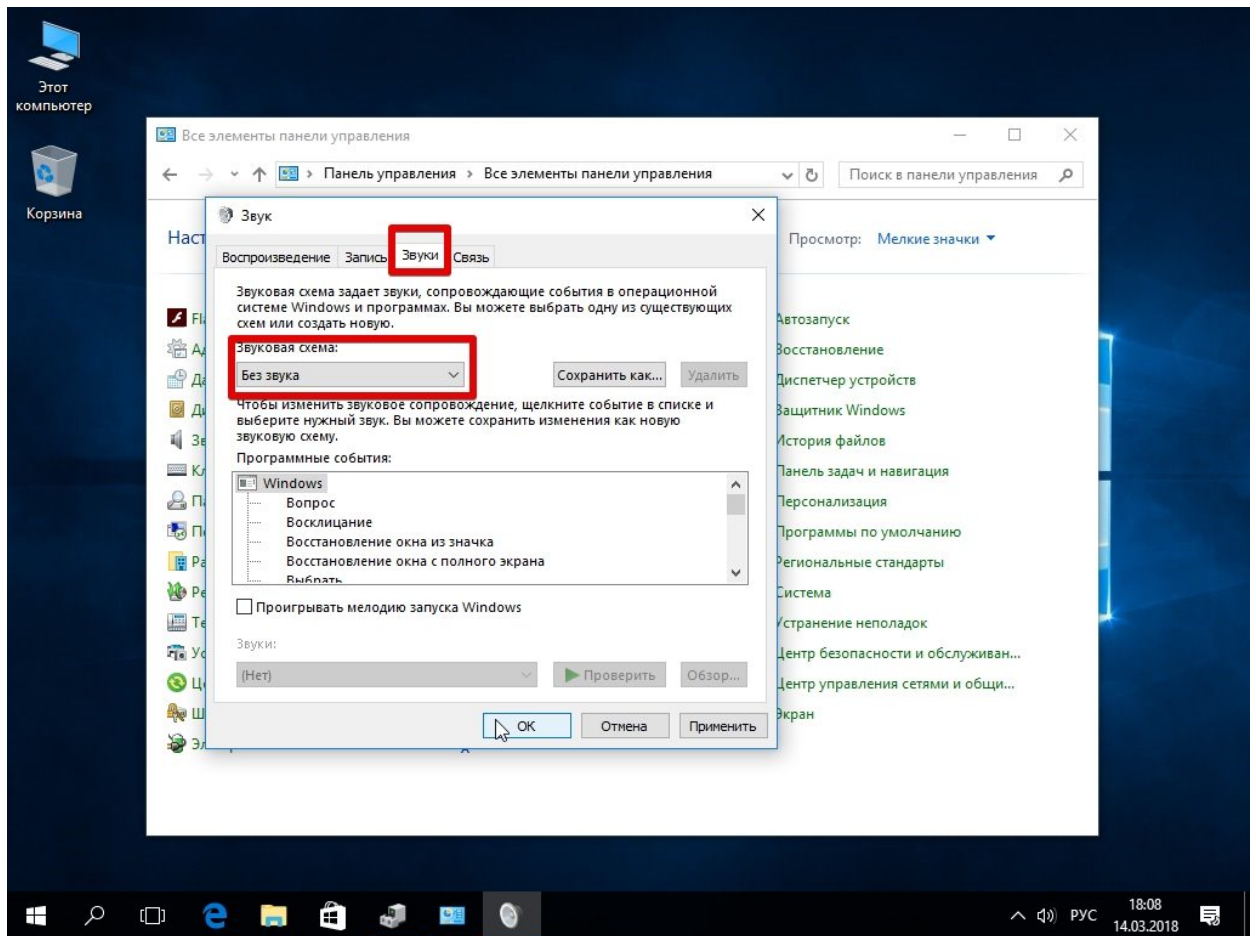 Этот
компьютер
Корзина
Все элементы панели управления
Панель управления > Все элементы панели управления
Поиск в панели управления
Просмотр: Мелкие значки
Звук
Воспроизведение Запись Звуки Связь
Звуковая схема задает звуки, сопровождающие события в операционной
системе Windows и программах. Вы можете выбрать одну из существующих
схем или создать новую.
Звуковая схема:
Без звука
Сохранить как...
Удалить
Чтобы изменить звуковое сопровождение, щелкните событие в списке и
выберите нужный звук. Вы можете сохранить изменения как новую
звуковую схему.
Программные события:
Windows
Вопрос
Восклицание
Восстановление окна из значка
Восстановление окна с полного экрана
Выбрать
Проигрывать мелодию запуска Windows
Звуки:
(Нет)
Проверить
Обзор...
ОК
Отмена
Применить
Автозапуск
Восстановление
Диспетчер устройств
Защитник Windows
История файлов
Панель задач и навигация
Персонализация
Программы по умолчанию
Региональные стандарты
Система
Устранение неполадок
Центр безопасности и обслуживан...
Центр управления сетями и общи...
Экран
РУС
18:08
14.03.2018